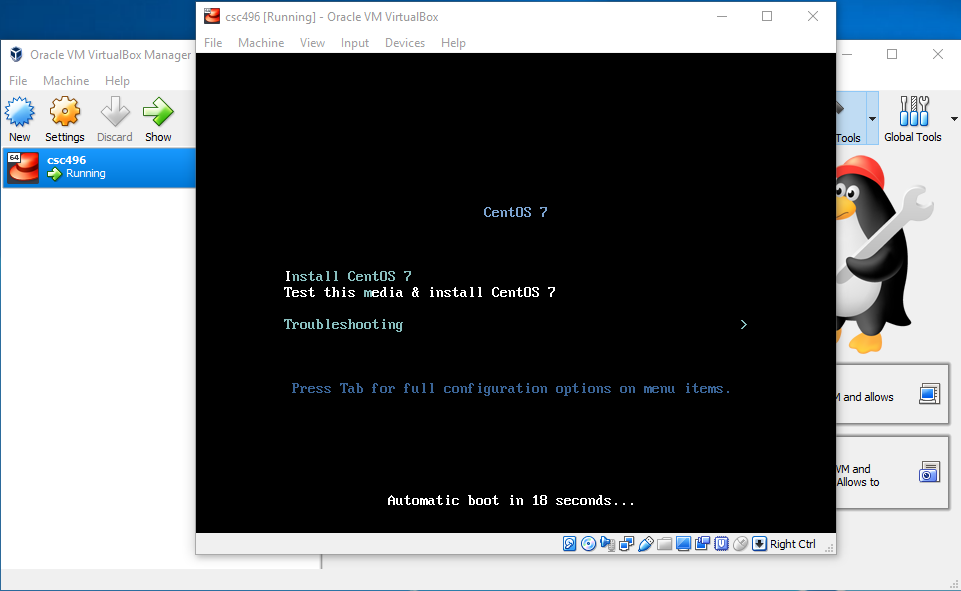 csc496 [Running] - Oracle VM VirtualBox
File Machine View Input Devices Help
Oracle VM VirtualBox Manager
File Machine Help
New Settings Discard Show
Tools Global Tools
64
csc496
Running
CentOS 7
Install CentOS 7
Test this media & install CentOS 7
Troubleshooting >
Press Tab for full configuration options on menu items.
M and allows
VM and
Allows to
Automatic boot in 18 seconds...
Right Ctrl